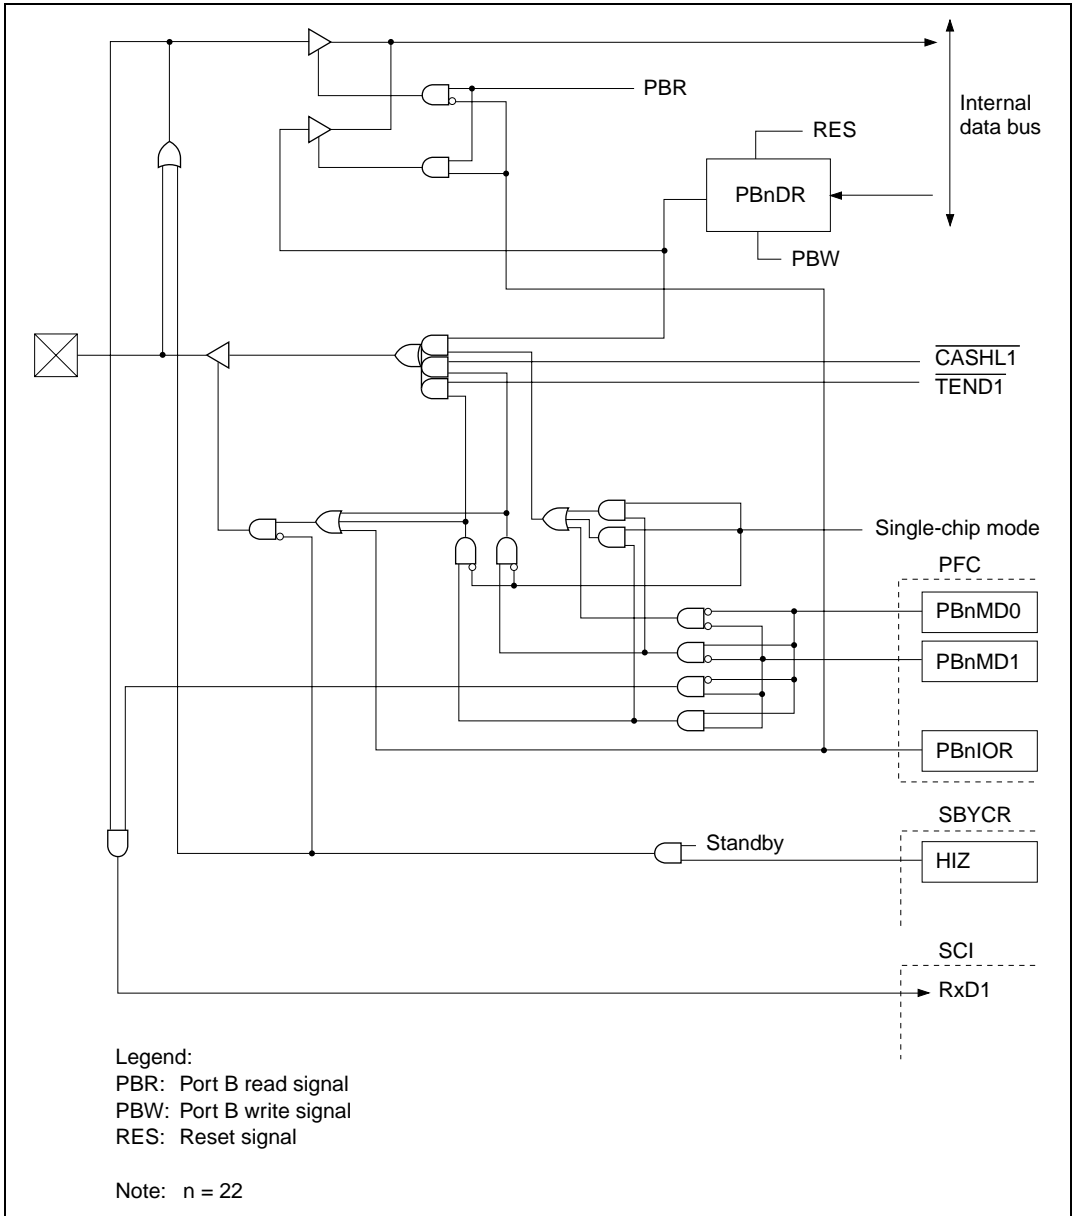 PBR
Internal
data bus
RES
PBnDR
PBW
CASHL1
TEND1
Single-chip mode
PFC
PBnMD0
PBnMD1
PBnIOR
SBYCR
Standby
HIZ
SCI
RxD1
Legend:
PBR: Port B read signal
PBW: Port B write signal
RES: Reset signal
Note: n = 22